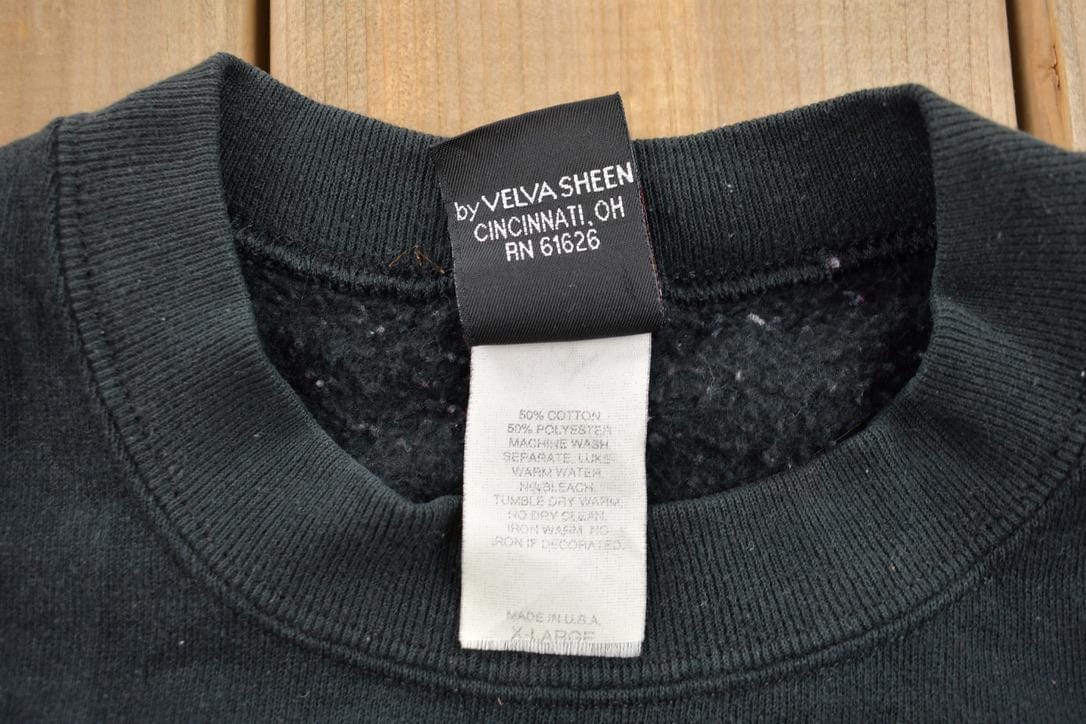 by VELVA SHEEN
CINCINNATI, OH
RN 61626
50% COTTON
50% POLYESTER
MACHINE WASH
SEPARATE, LUKE
WARM WATER
NO BLEACH.
TUMBLE DRY WARM.
NO DRY CLEAN.
IRON WARM. NO
IRON IF DECORATED.
MADE IN U.S.A.
X-LARGE